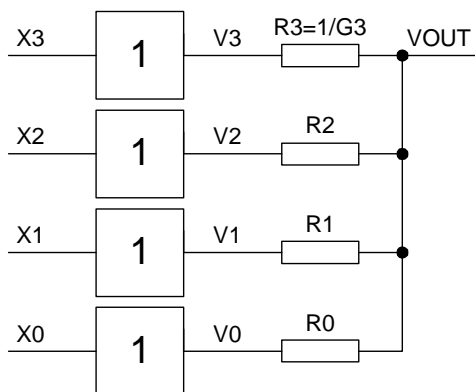 X3 1 V3 R3=1/G3 VOUT
X2 1 V2 R2
X1 1 V1 R1
X0 1 V0 R0